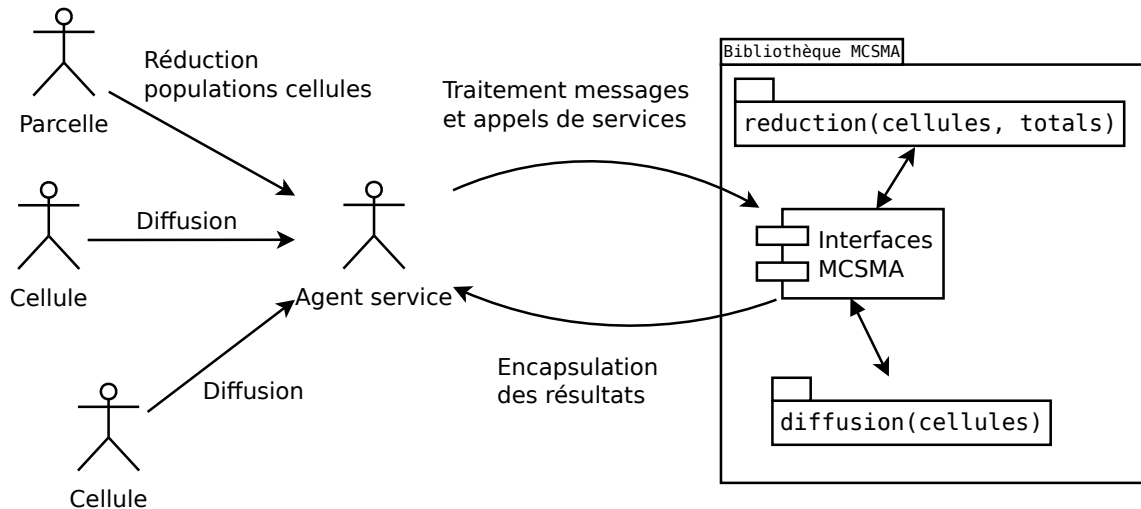 Réduction
populations cellules
Parcelle
Diffusion
Cellule
Diffusion
Cellule
Agent service
Traitement messages
et appels de services
Encapsulation
des résultats
Bibliothèque MCSMA
reduction(cellules, totals)
Interfaces
MCSMA
diffusion(cellules)